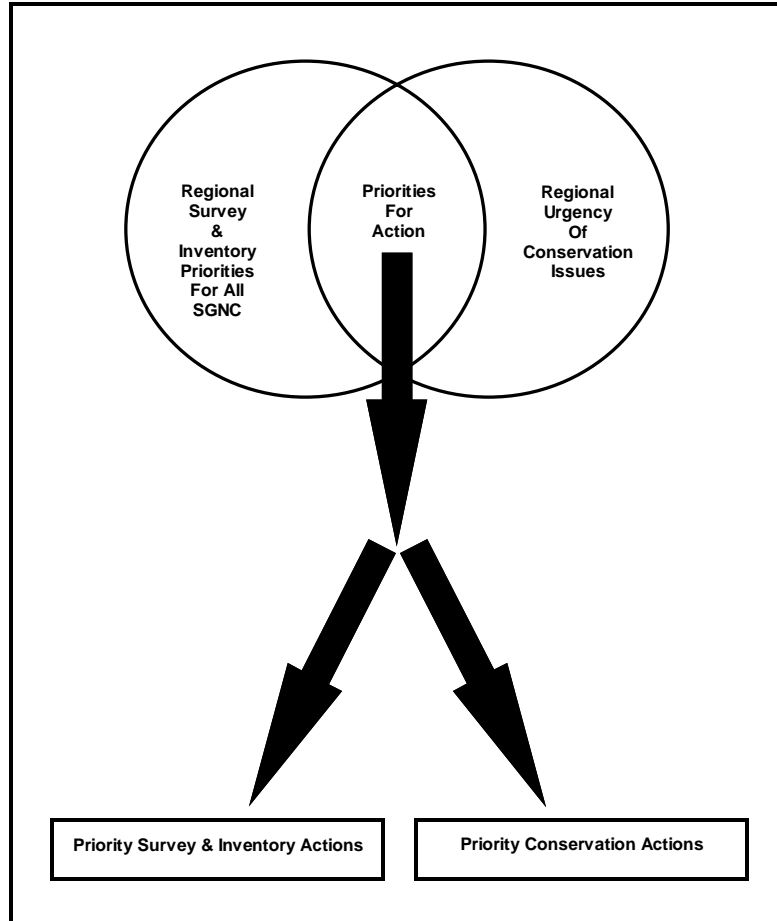 Regional
Survey
&
Inventory
Priorities
For All
SGNC
Priorities
For
Action
Regional
Urgency
Of
Conservation
Issues
Priority Survey & Inventory Actions
Priority Conservation Actions